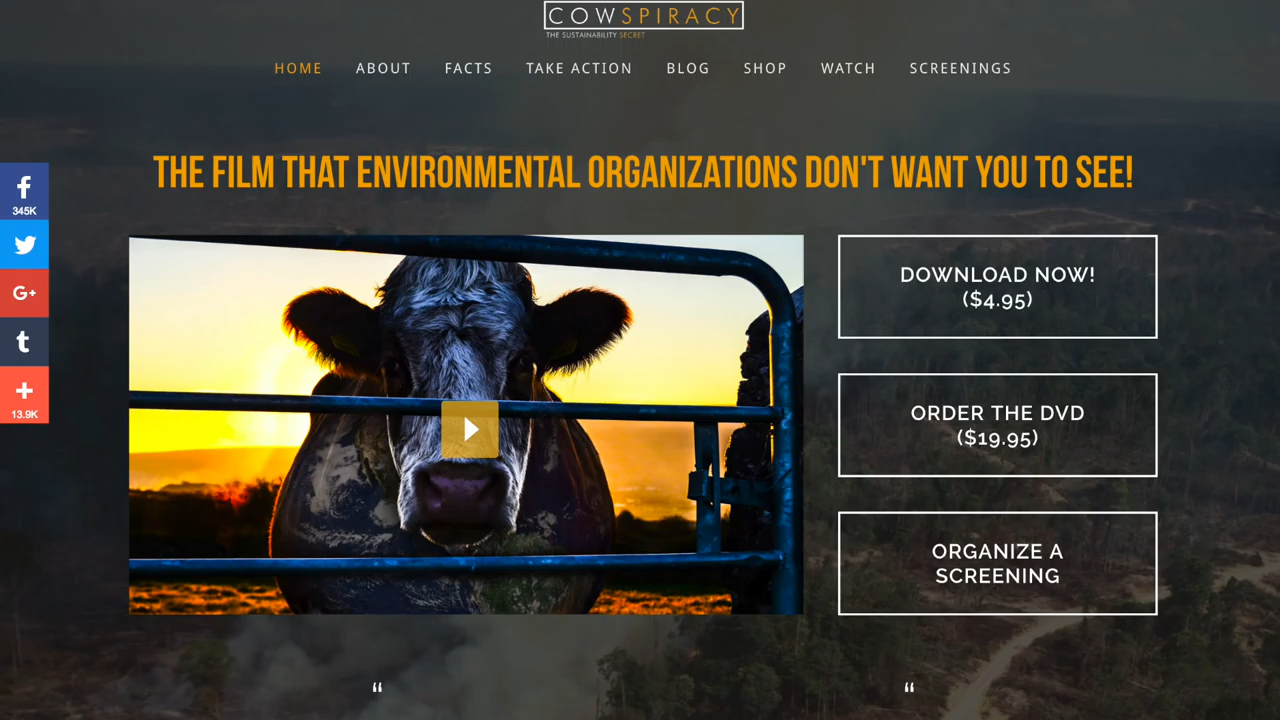 COWSPIRACY
THE SUSTAINABILITY SECRET
HOME ABOUT FACTS TAKE ACTION BLOG SHOP WATCH SCREENINGS
THE FILM THAT ENVIRONMENTAL ORGANIZATIONS DON'T WANT YOU TO SEE!
345K
G+
13.9K
DOWNLOAD NOW!
($4.95)
ORDER THE DVD
($19.95)
ORGANIZE A
SCREENING
“ “